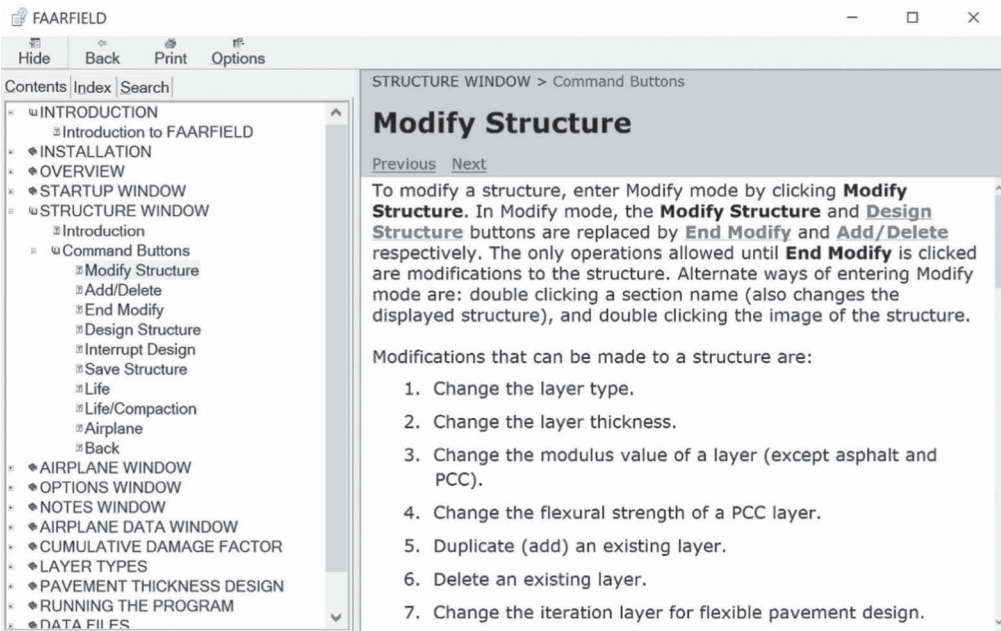 FAARFIELD
Hide Back Print Options
Contents Index Search
INTRODUCTION
Introduction to FAARFIELD
INSTALLATION
OVERVIEW
STARTUP WINDOW
STRUCTURE WINDOW
Introduction
Command Buttons
Modify Structure
Add/Delete
End Modify
Design Structure
Interrupt Design
Save Structure
Life
Life/Compaction
Airplane
Back
AIRPLANE WINDOW
OPTIONS WINDOW
NOTES WINDOW
AIRPLANE DATA WINDOW
CUMULATIVE DAMAGE FACTOR
LAYER TYPES
PAVEMENT THICKNESS DESIGN
RUNNING THE PROGRAM
DATA FILES
STRUCTURE WINDOW > Command Buttons
Modify Structure
Previous Next
To modify a structure, enter Modify mode by clicking Modify
Structure. In Modify mode, the Modify Structure and Design
Structure buttons are replaced by End Modify and Add/Delete
respectively. The only operations allowed until End Modify is clicked
are modifications to the structure. Alternate ways of entering Modify
mode are: double clicking a section name (also changes the
displayed structure), and double clicking the image of the structure.
Modifications that can be made to a structure are:
1. Change the layer type.
2. Change the layer thickness.
3. Change the modulus value of a layer (except asphalt and
PCC).
4. Change the flexural strength of a PCC layer.
5. Duplicate (add) an existing layer.
6. Delete an existing layer.
7. Change the iteration layer for flexible pavement design.